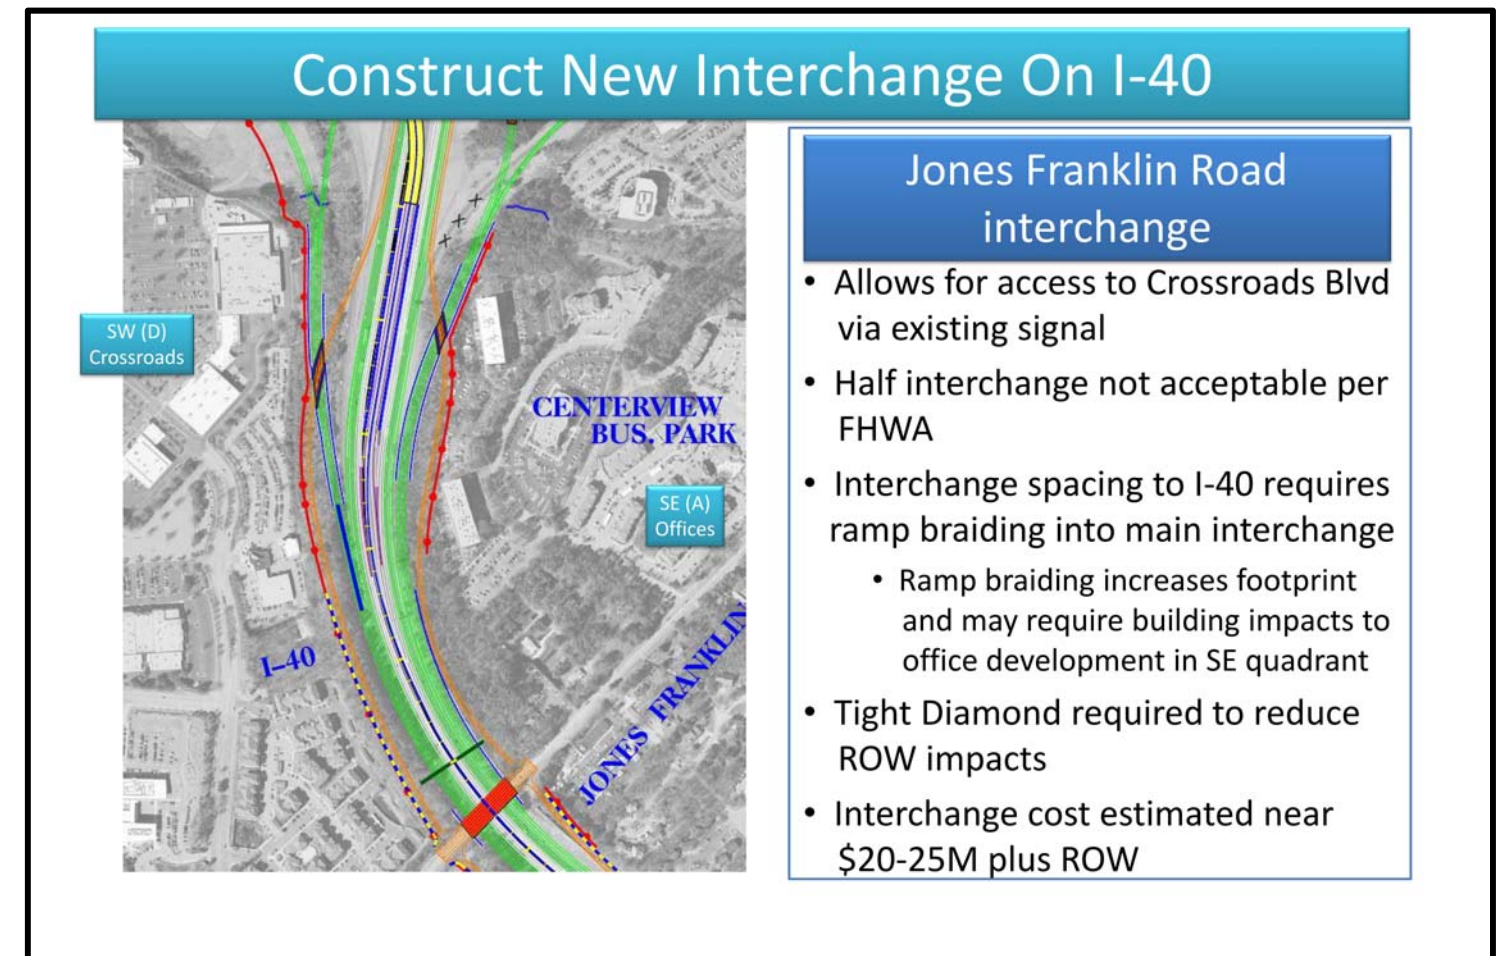 Construct New Interchange On I-40
SW (D)
Crossroads
CENTERVIEW
BUS. PARK
SE (A)
Offices
I-40
JONES FRANKLIN
Jones Franklin Road
interchange
• Allows for access to Crossroads Blvd
via existing signal
• Half interchange not acceptable per
FHWA
• Interchange spacing to I-40 requires
ramp braiding into main interchange
• Ramp braiding increases footprint
and may require building impacts to
office development in SE quadrant
• Tight Diamond required to reduce
ROW impacts
• Interchange cost estimated near
$20-25M plus ROW